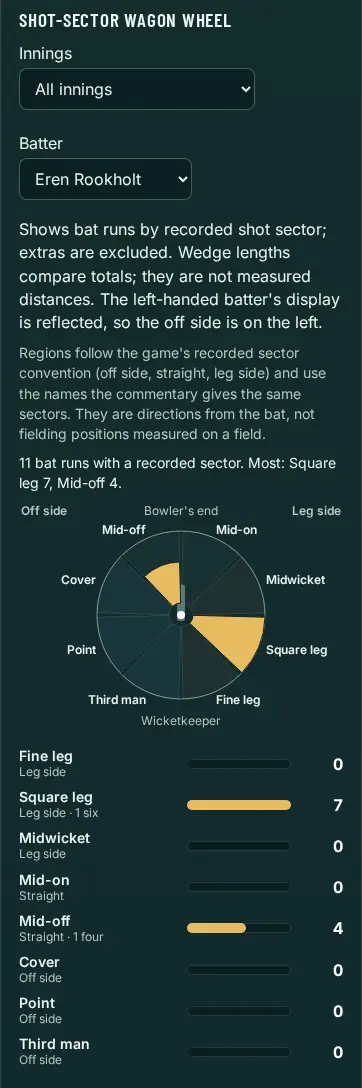 SHOT-SECTOR WAGON WHEEL
Innings
All innings
Batter
Eren Rookholt
Shows bat runs by recorded shot sector;
extras are excluded. Wedge lengths
compare totals; they are not measured
distances. The left-handed batter's display
is reflected, so the off side is on the left.
Regions follow the game's recorded sector
convention (off side, straight, leg side) and use
the names the commentary gives the same
sectors. They are directions from the bat, not
fielding positions measured on a field.
11 bat runs with a recorded sector. Most: Square
leg 7, Mid-off 4.
Off side Bowler's end Leg side
Mid-off Mid-on
Cover Midwicket
Point Square leg
Third man Fine leg
Wicketkeeper
Fine leg 0
Leg side
Square leg 7
Leg side · 1 six
Midwicket 0
Leg side
Mid-on 0
Straight
Mid-off 4
Straight · 1 four
Cover 0
Off side
Point 0
Off side
Third man 0
Off side